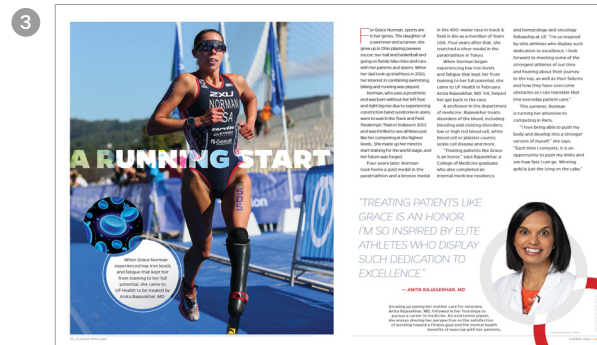 3
A RUNNING START
2XU
NORMAN
USA
When Grace Norman
experienced low iron levels
and fatigue that kept her
from training to her full
potential, she came to
UF Health to be treated by
Anita Rajasekhar, MD.
For Grace Norman, sports are
in her genes. The daughter of
a swimmer and a runner, she
grew up in Ohio playing peewee
soccer, tee-ball and basketball and
going on family bike rides and runs
with her parents and sisters. When
her dad took up triathlons in 2010,
her interest in combining swimming,
biking and running was piqued.
Norman, who uses a prosthetic
and was born without her left foot
and right big toe due to experiencing
constriction band syndrome in utero,
went to watch the Track and Field
Paralympic Trials in Indiana in 2012
and was thrilled to see athletes just
like her competing at the highest
levels. She made up her mind to
start training for the world stage, and
her future was forged.
Four years later, Norman
took home a gold medal in the
paratriathlon and a bronze medal
in the 400-meter race in track &
field in Rio as a member of Team
USA. Four years after that, she
snatched a silver medal in the
paratriathlon in Tokyo.
When Norman began
experiencing low iron levels
and fatigue that kept her from
training to her full potential, she
came to UF Health in February.
Anita Rajasekhar, MD '04, helped
her get back in the race.
A professor in the department
of medicine, Rajasekhar treats
disorders of the blood, including
bleeding and clotting disorders;
low or high red blood cell, white
blood cell or platelet counts;
sickle cell disease and more.
"Treating patients like Grace
is an honor," says Rajasekhar, a
College of Medicine graduate
who also completed an
internal medicine residency
and hematology and oncology
fellowship at UF. "I'm so inspired
by elite athletes who display such
dedication to excellence. I look
forward to meeting some of the
strongest athletes of our time
and hearing about their journey
to the top, as well as their failures
and how they have overcome
obstacles so I can translate that
into everyday patient care."
This summer, Norman
is turning her attention to
competing in Paris.
"I love being able to push my
body and develop into a stronger
version of myself," she says.
"Each time I compete, it is an
opportunity to push my limits and
see how fast I can go. Winning
gold is just the icing on the cake."
"TREATING PATIENTS LIKE
GRACE IS AN HONOR.
I'M SO INSPIRED BY ELITE
ATHLETES WHO DISPLAY
SUCH DEDICATION TO
EXCELLENCE."
— ANITA RAJASEKHAR, MD
Growing up seeing her mother care for veterans,
Anita Rajasekhar, MD, followed in her footsteps to
pursue a career in medicine. An avid tennis player,
she enjoys sharing her perspective on the satisfaction
of working toward a fitness goal and the mental health
benefits of exercise with her patients.